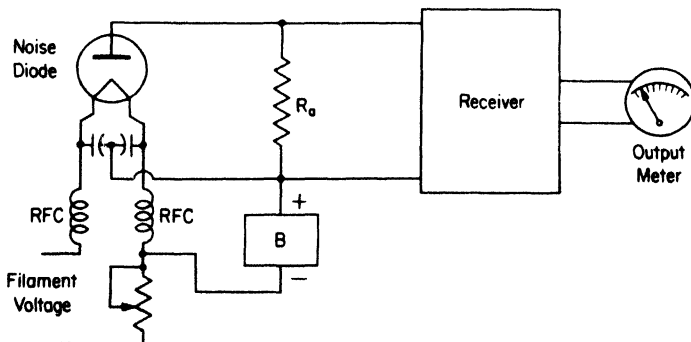 Noise
Diode
Rₐ
Receiver
Output
Meter
RFC
RFC
+
B
−
Filament
Voltage